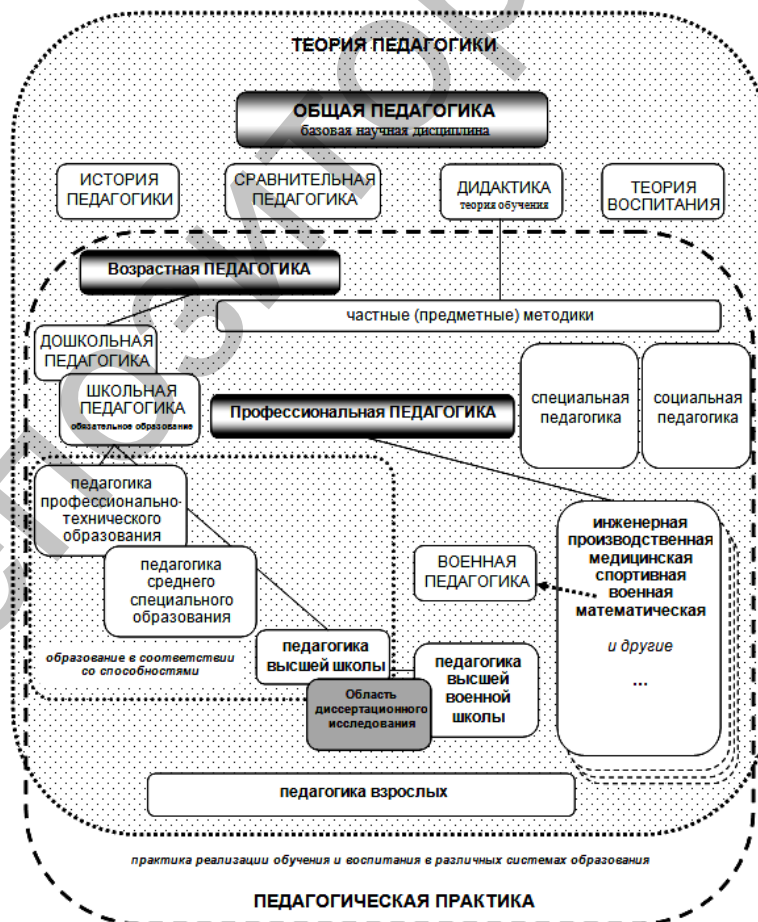 ТЕОРИЯ ПЕДАГОГИКИ
ОБЩАЯ ПЕДАГОГИКА
базовая научная дисциплина
ИСТОРИЯ
ПЕДАГОГИКИ
СРАВНИТЕЛЬНАЯ
ПЕДАГОГИКА
ДИДАКТИКА
теория обучения
ТЕОРИЯ
ВОСПИТАНИЯ
Возрастная ПЕДАГОГИКА
частные (предметные) методики
ДОШКОЛЬНАЯ
ПЕДАГОГИКА
ШКОЛЬНАЯ
ПЕДАГОГИКА
обязательное образование
Профессиональная ПЕДАГОГИКА
специальная
педагогика
социальная
педагогика
педагогика
профессионально-
технического
образования
педагогика
среднего
специального
образования
образование в соответствии
со способностями
педагогика
высшей школы
Область
диссертационного
исследования
ВОЕННАЯ
ПЕДАГОГИКА
педагогика
высшей
военной
школы
инженерная
производственная
медицинская
спортивная
военная
математическая
и другие
...
педагогика взрослых
практика реализации обучения и воспитания в различных системах образования
ПЕДАГОГИЧЕСКАЯ ПРАКТИКА